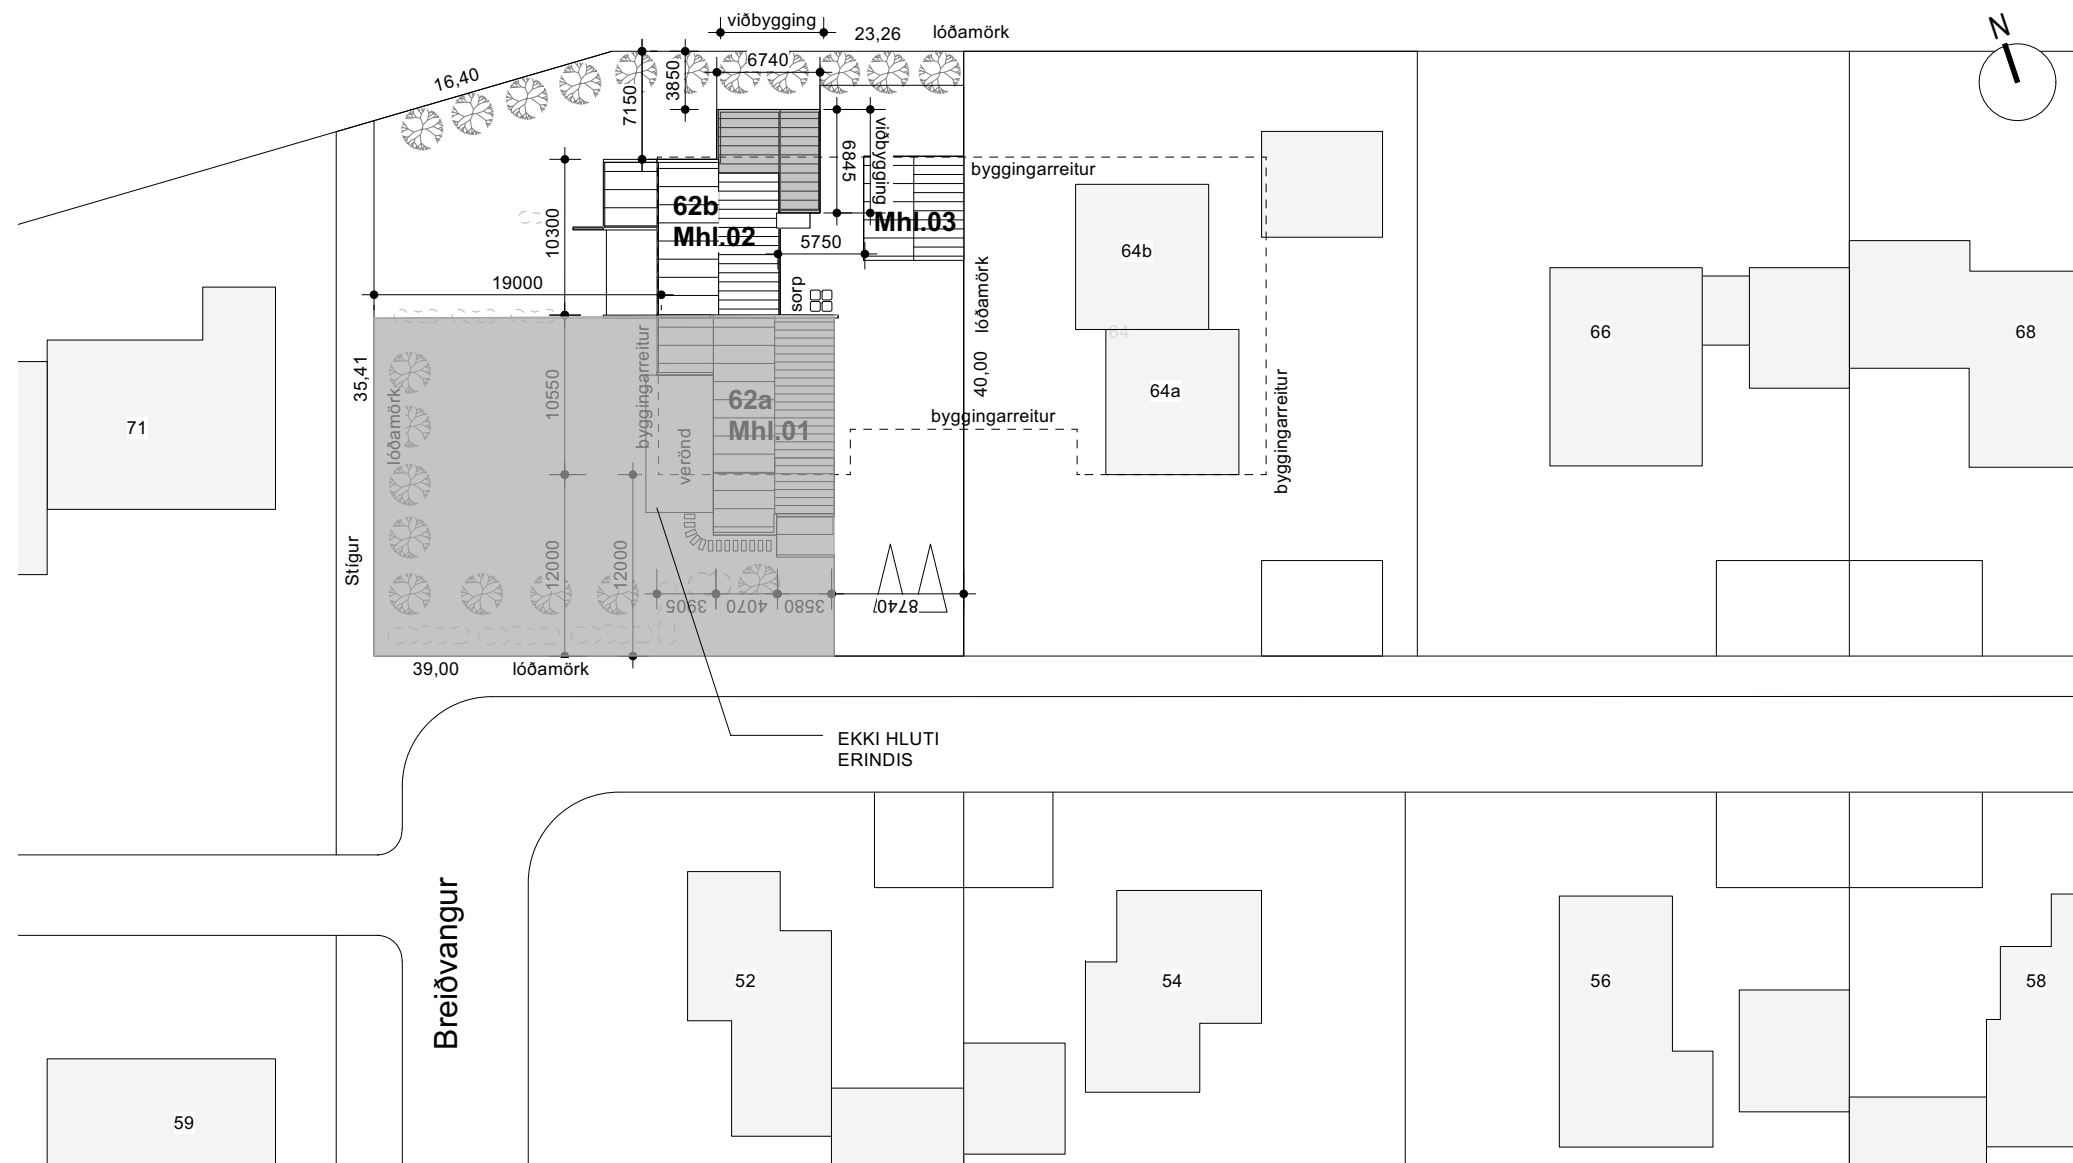 viðbygging
23,26
lóðamörk
N
16,40
7150
3850
6740
6845
viðbygging
byggingarreitur
62b
Mhl.02
Mhl.03
10300
5750
64b
19000
sorp
lóðamörk
64
66
68
35,41
lóðamörk
10550
byggingarreitur
62a
Mhl.01
verönd
40,00
64a
byggingarreitur
byggingarreitur
71
Stígur
12000
12000
3905
4070
3580
8740
39,00
lóðamörk
EKKI HLUTI
ERINDIS
Breiðvangur
52
54
56
58
59